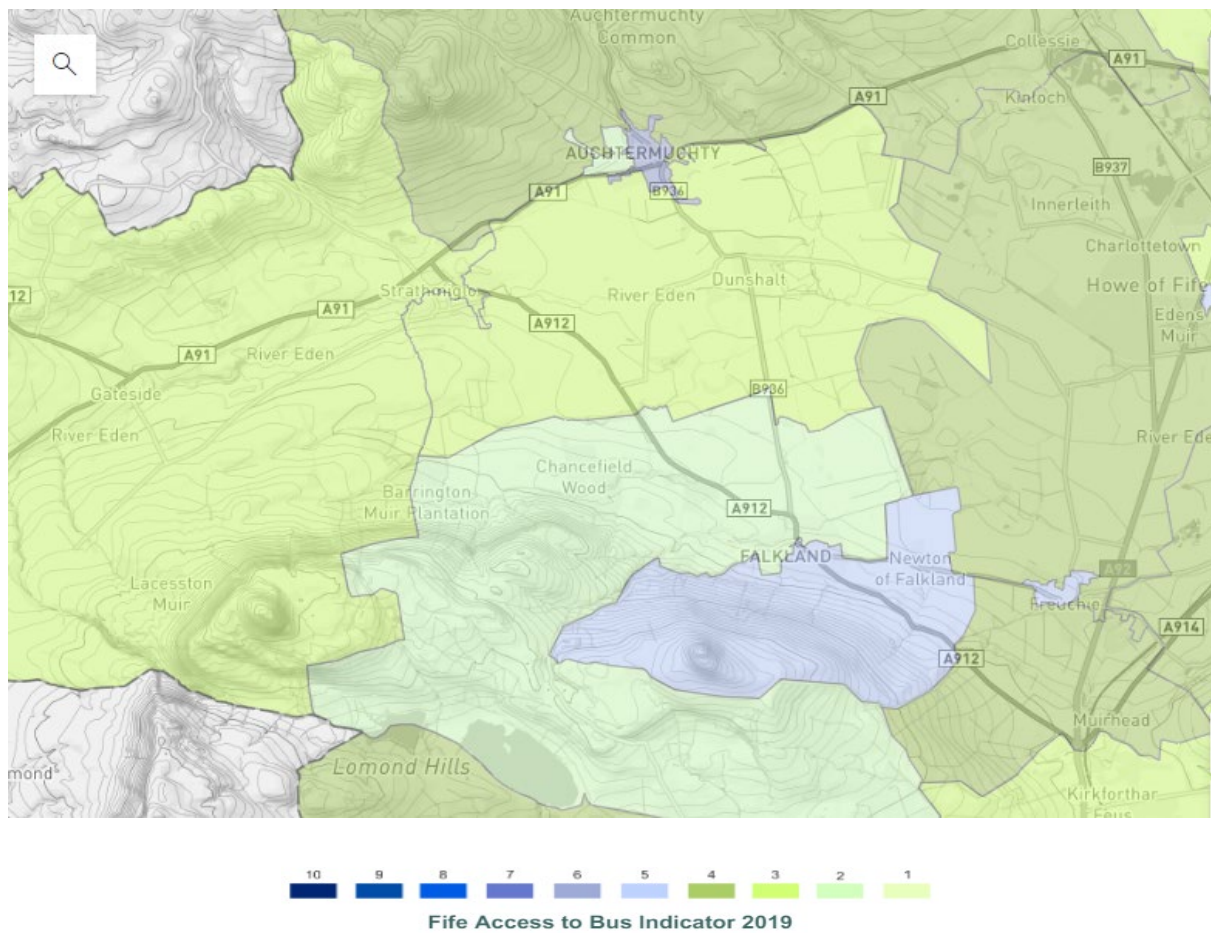 Auchtermuchty
Common
Collessie
A91
Kinloch
A91
AUCHTERMUCHTY
B937
A91
B936
Innerleith
Charlottetown
Dunshalt
Howe of Fife
River Eden
12
A91
A912
Edens
Muir
A91
River Eden
Gateside
B936
River Eden
River Ede
Chancefield
Wood
Barrington
Muir Plantation
A912
FALKLAND
Newton
of Falkland
A92
Lacesston
Muir
Freuchie
A914
A912
Muirhead
mond
Lomond Hills
Kirkforthar
Feus
10 9 8 7 6 5 4 3 2 1
Fife Access to Bus Indicator 2019